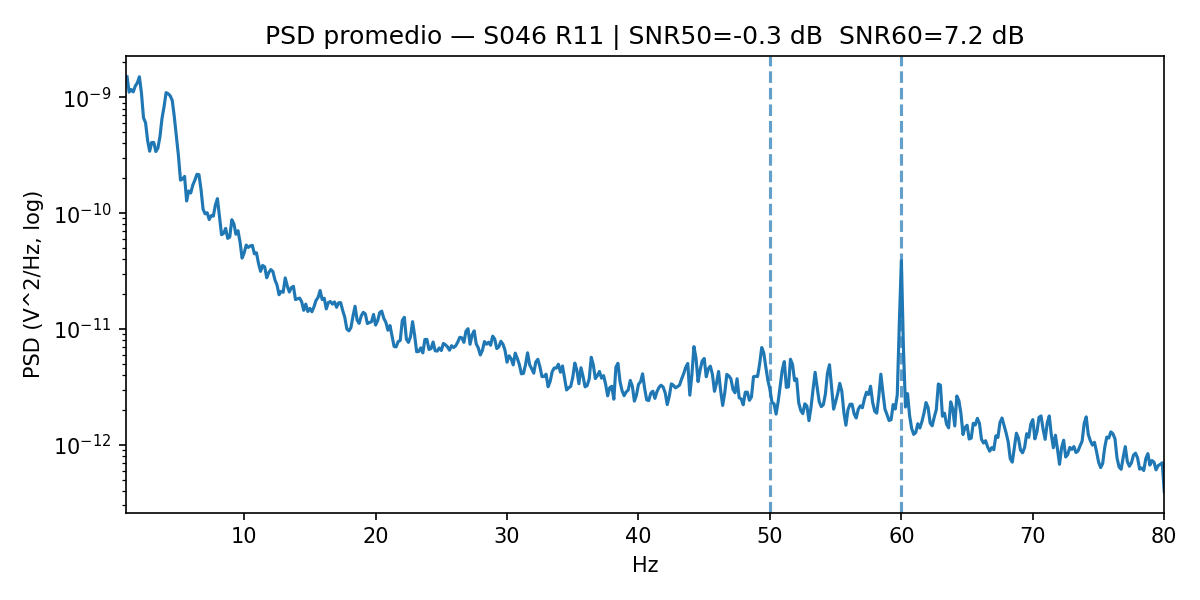 PSD promedio — S046 R11 | SNR50=-0.3 dB  SNR60=7.2 dB
PSD (V^2/Hz, log)
10⁻⁹
10⁻¹⁰
10⁻¹¹
10⁻¹²
10 20 30 40 50 60 70 80
Hz